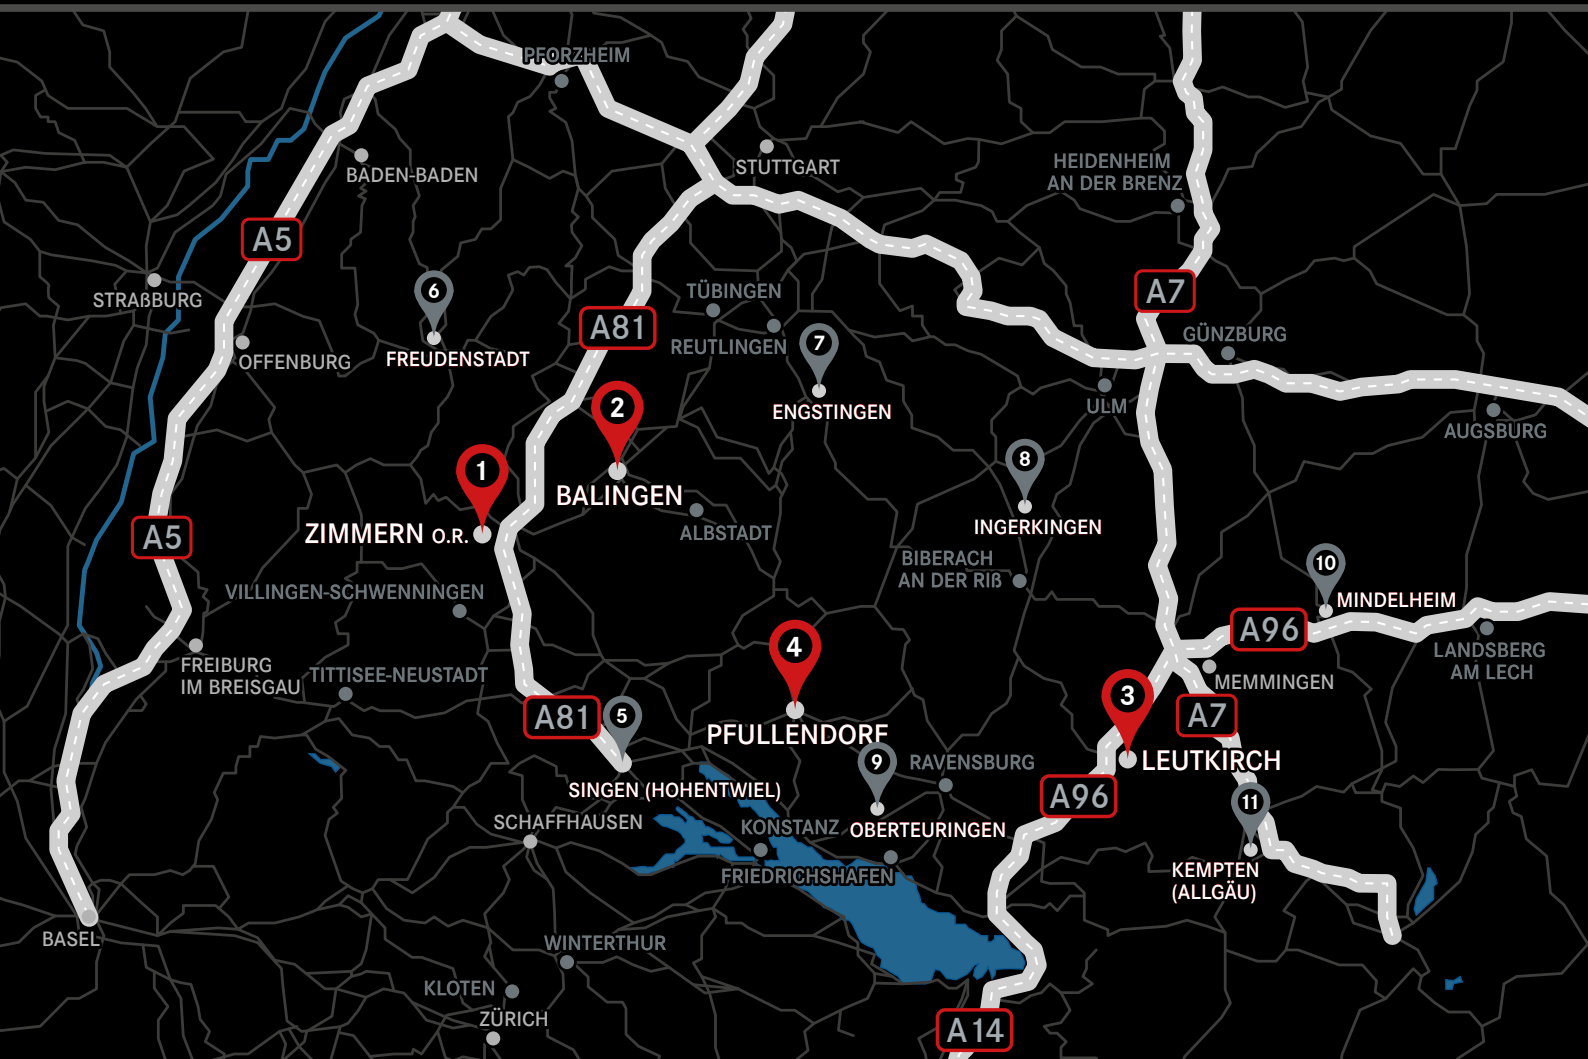 PFORZHEIM
STUTTGART
HEIDENHEIM
AN DER BRENZ
BADEN-BADEN
A5
A7
STRAßBURG
6
TÜBINGEN
A81
REUTLINGEN
7
GÜNZBURG
OFFENBURG
FREUDENSTADT
ENGSTINGEN
ULM
2
AUGSBURG
1
8
BALINGEN
ZIMMERN O.R.
ALBSTADT
INGERKINGEN
A5
BIBERACH
AN DER RIß
10
VILLINGEN-SCHWENNINGEN
MINDELHEIM
A96
4
LANDSBERG
AM LECH
FREIBURG
IM BREISGAU
TITTISEE-NEUSTADT
MEMMINGEN
3
A81
5
A7
PFULLENDORF
9
RAVENSBURG
LEUTKIRCH
SINGEN (HOHENTWIEL)
A96
11
SCHAFFHAUSEN
KONSTANZ
OBERTEURINGEN
FRIEDRICHSHAFEN
KEMPTEN
(ALLGÄU)
BASEL
WINTERTHUR
KLOTEN
ZÜRICH
A14